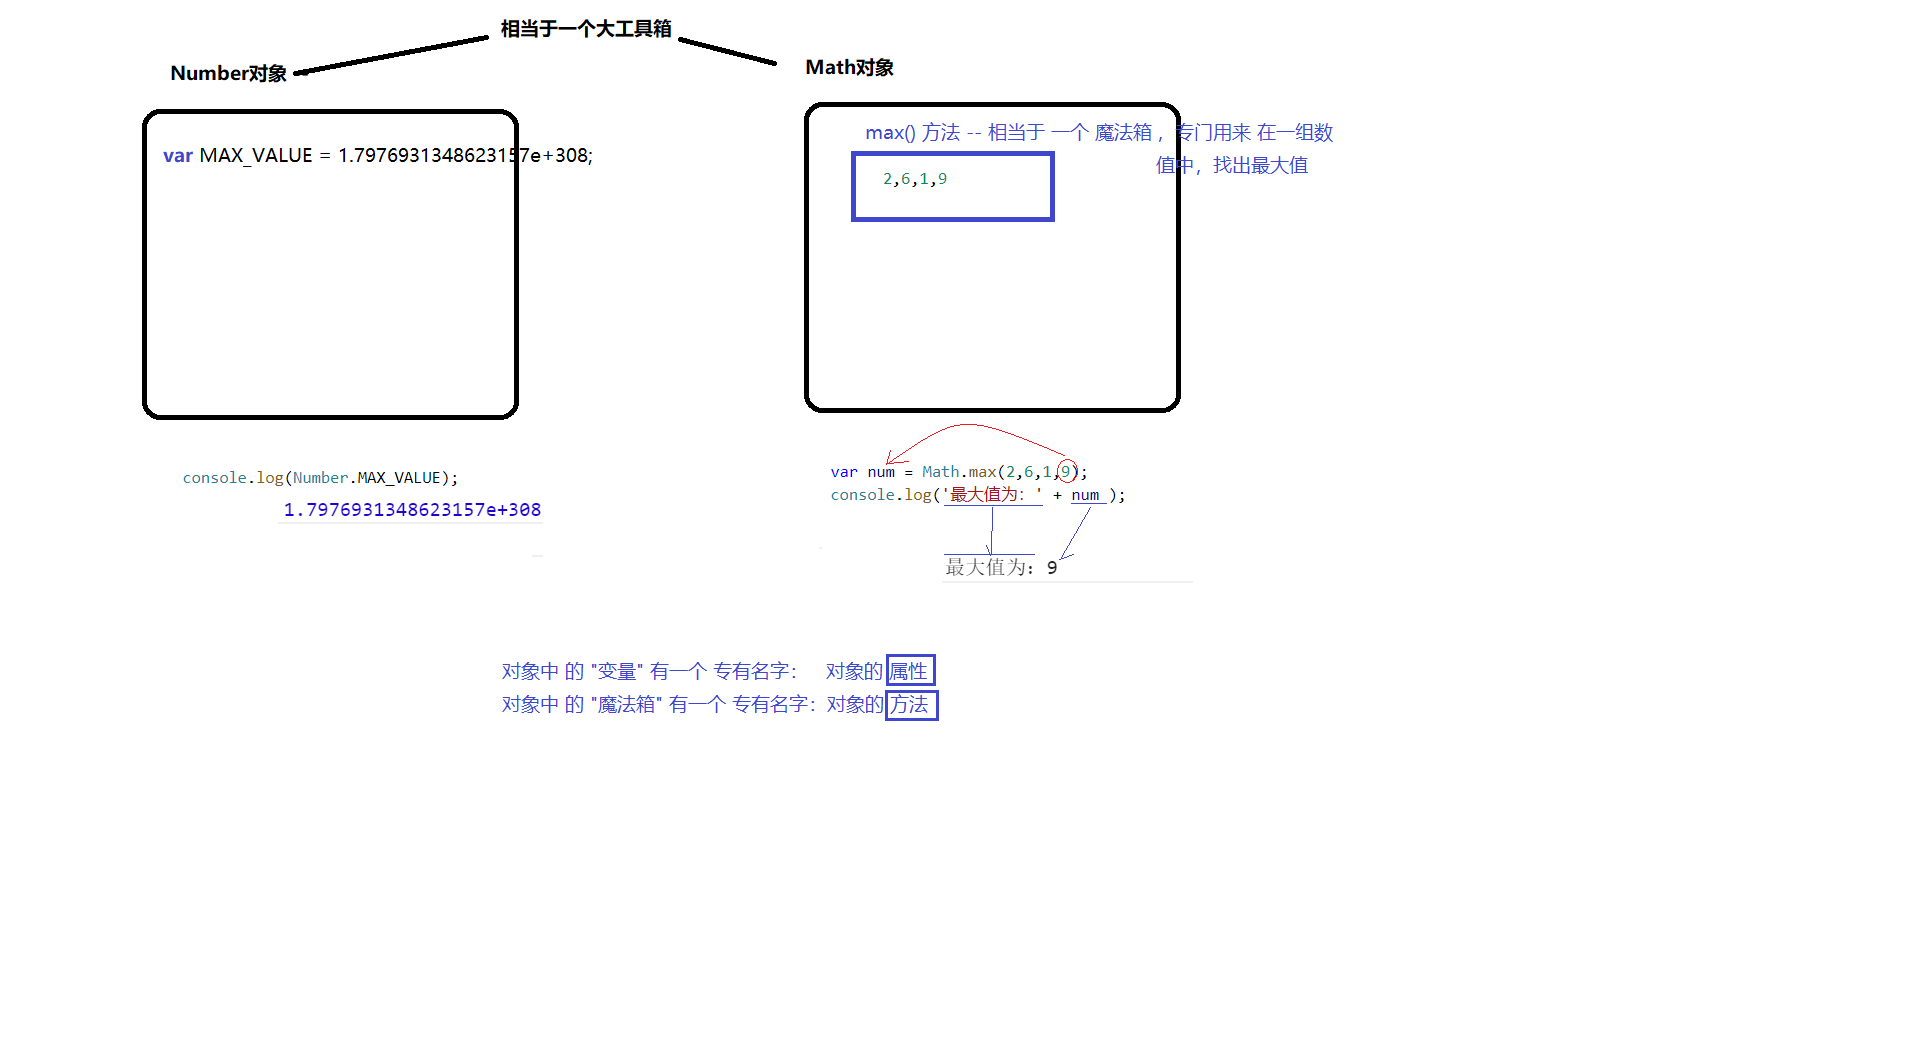 相当于一个大工具箱
Number对象
Math对象
var MAX_VALUE = 1.7976931348623157e+308;
max() 方法 -- 相当于 一个 魔法箱 ，专门用来 在一组数
值中，找出最大值
2,6,1,9
console.log(Number.MAX_VALUE);
1.7976931348623157e+308
var num = Math.max(2,6,1,9);
console.log('最大值为：' + num );
最大值为：9
对象中 的 "变量" 有一个 专有名字： 对象的 属性
对象中 的 "魔法箱" 有一个 专有名字：对象的 方法